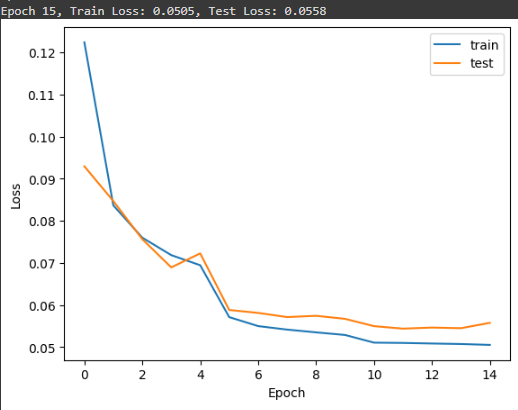 Epoch 15, Train Loss: 0.0505, Test Loss: 0.0558
train
test
0.12
0.11
0.10
0.09
0.08
0.07
0.06
0.05
Loss
0 2 4 6 8 10 12 14
Epoch